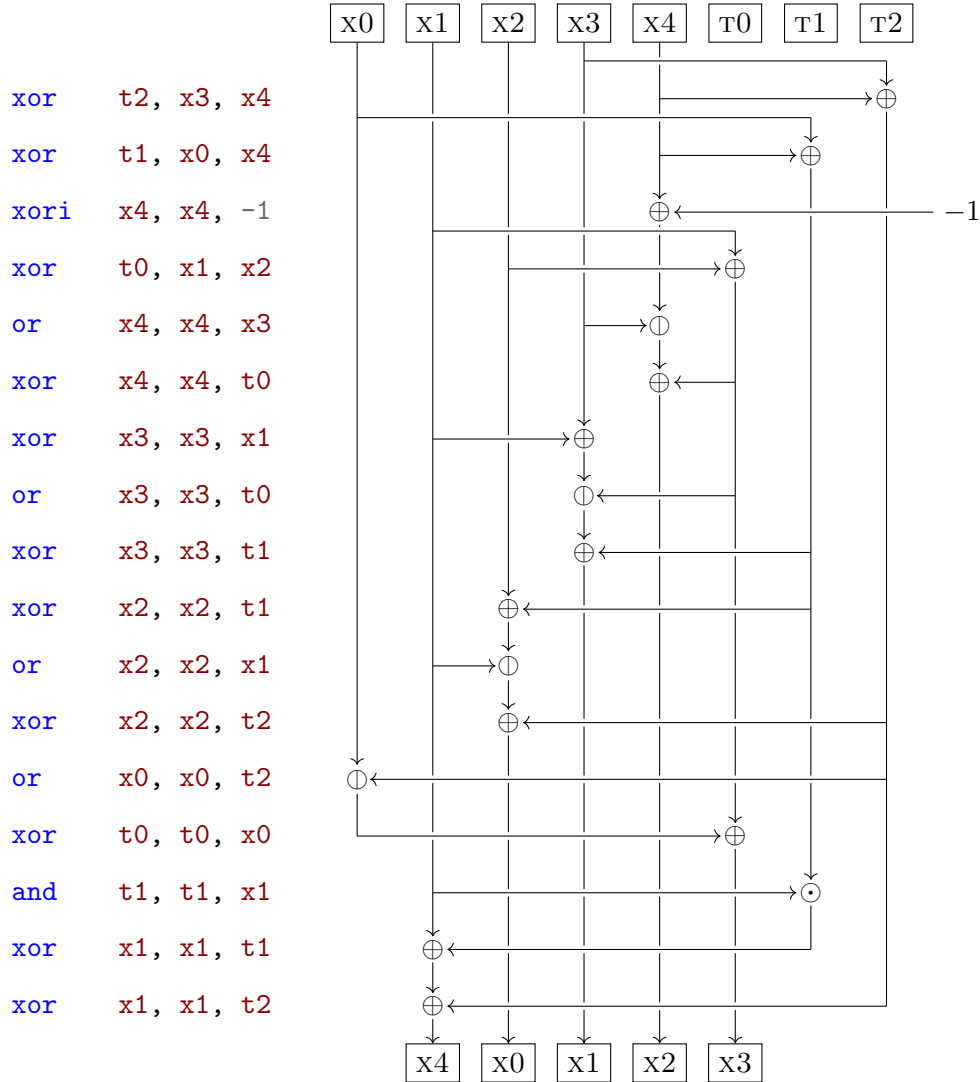 X0 X1 X2 X3 X4 T0 T1 T2
xor t2, x3, x4
xor t1, x0, x4
xori x4, x4, -1 −1
xor t0, x1, x2
or x4, x4, x3
xor x4, x4, t0
xor x3, x3, x1
or x3, x3, t0
xor x3, x3, t1
xor x2, x2, t1
or x2, x2, x1
xor x2, x2, t2
or x0, x0, t2
xor t0, t0, x0
and t1, t1, x1
xor x1, x1, t1
xor x1, x1, t2
X4 X0 X1 X2 X3